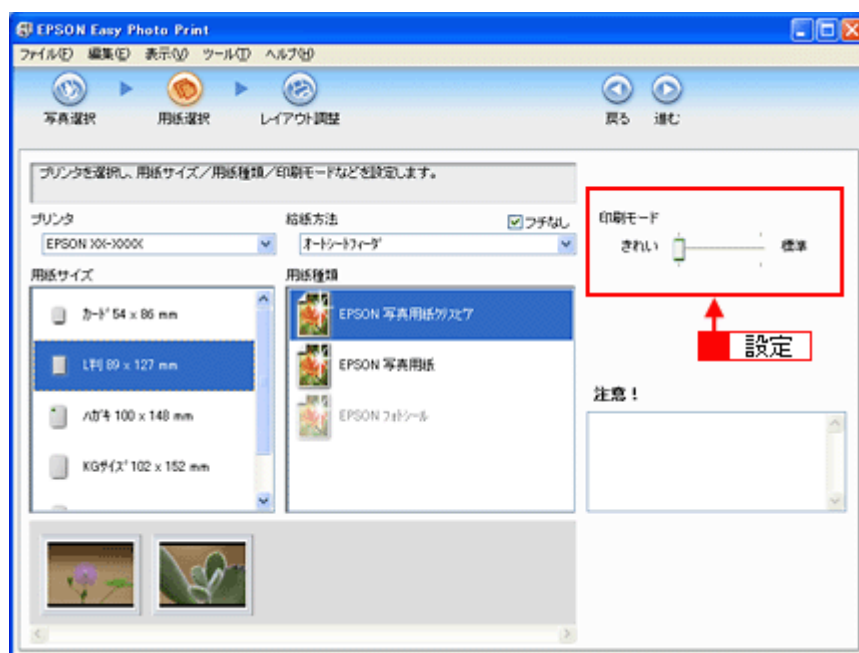 EPSON Easy Photo Print
ファイル(F) 編集(E) 表示(V) ツール(T) ヘルプ(H)
写真選択 用紙選択 レイアウト調整 戻る 進む
プリンタを選択し、用紙サイズ/用紙種類/印刷モードなどを設定します。
プリンタ
EPSON XX-XXXX
給紙方法
フチなし
オートシートフィーダ
用紙サイズ
カード 54 x 86 mm
L判 89 x 127 mm
ハガキ 100 x 148 mm
KGサイズ 102 x 152 mm
用紙種類
EPSON 写真用紙クリスピア
EPSON 写真用紙
EPSON フォトシール
印刷モード
きれい 標準
設定
注意!